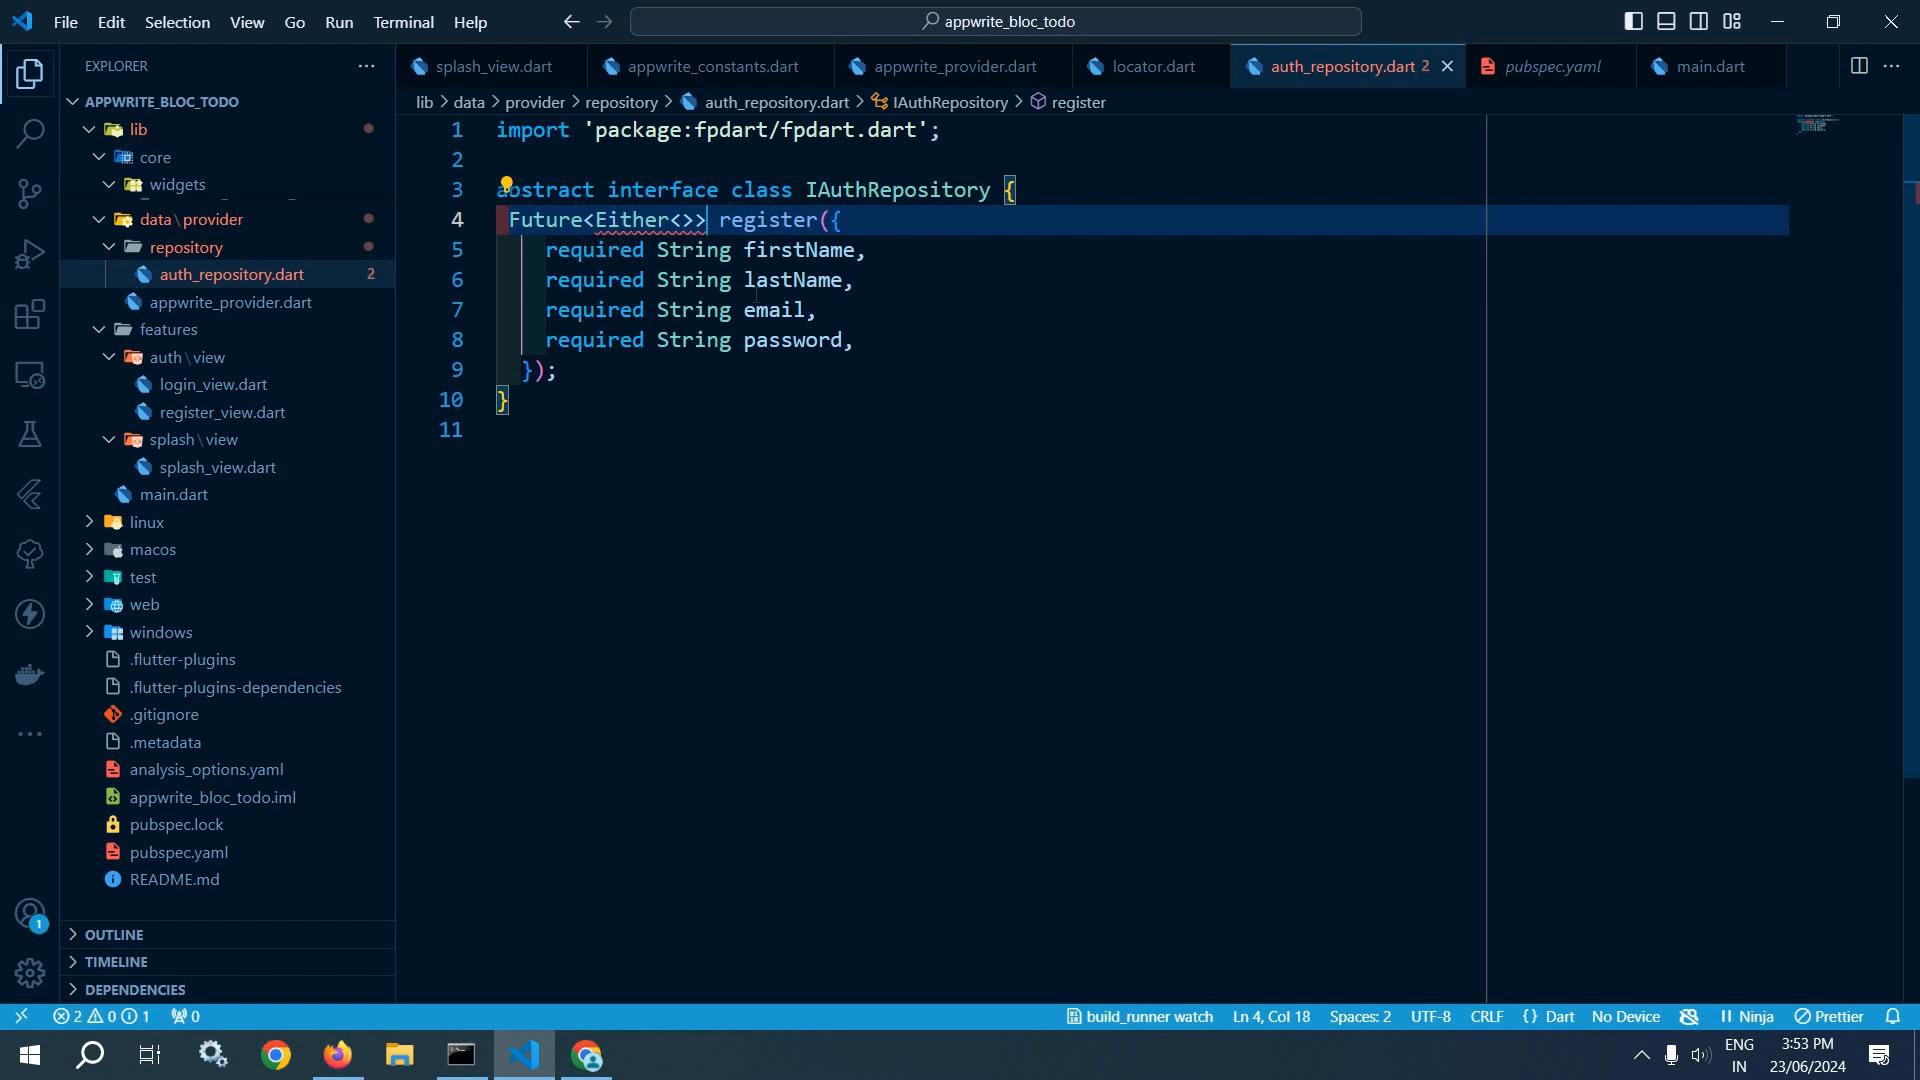 File Edit Selection View Go Run Terminal Help
appwrite_bloc_todo
EXPLORER
splash_view.dart
appwrite_constants.dart
appwrite_provider.dart
locator.dart
auth_repository.dart 2
pubspec.yaml
main.dart
APPWRITE_BLOC_TODO
lib
core
widgets
data\provider
repository
auth_repository.dart 2
appwrite_provider.dart
features
auth\view
login_view.dart
register_view.dart
splash\view
splash_view.dart
main.dart
linux
macos
test
web
windows
.flutter-plugins
.flutter-plugins-dependencies
.gitignore
.metadata
analysis_options.yaml
appwrite_bloc_todo.iml
pubspec.lock
pubspec.yaml
README.md
OUTLINE
TIMELINE
DEPENDENCIES
lib > data > provider > repository > auth_repository.dart > IAuthRepository > register
1 import 'package:fpdart/fpdart.dart';
2
3 abstract interface class IAuthRepository {
4 Future<Either<>> register({
5 required String firstName,
6 required String lastName,
7 required String email,
8 required String password,
9 });
10 }
11
1
2 0 1 0 build_runner watch Ln 4, Col 18 Spaces: 2 UTF-8 CRLF {} Dart No Device Ninja Prettier
ENG
IN
3:53 PM
23/06/2024